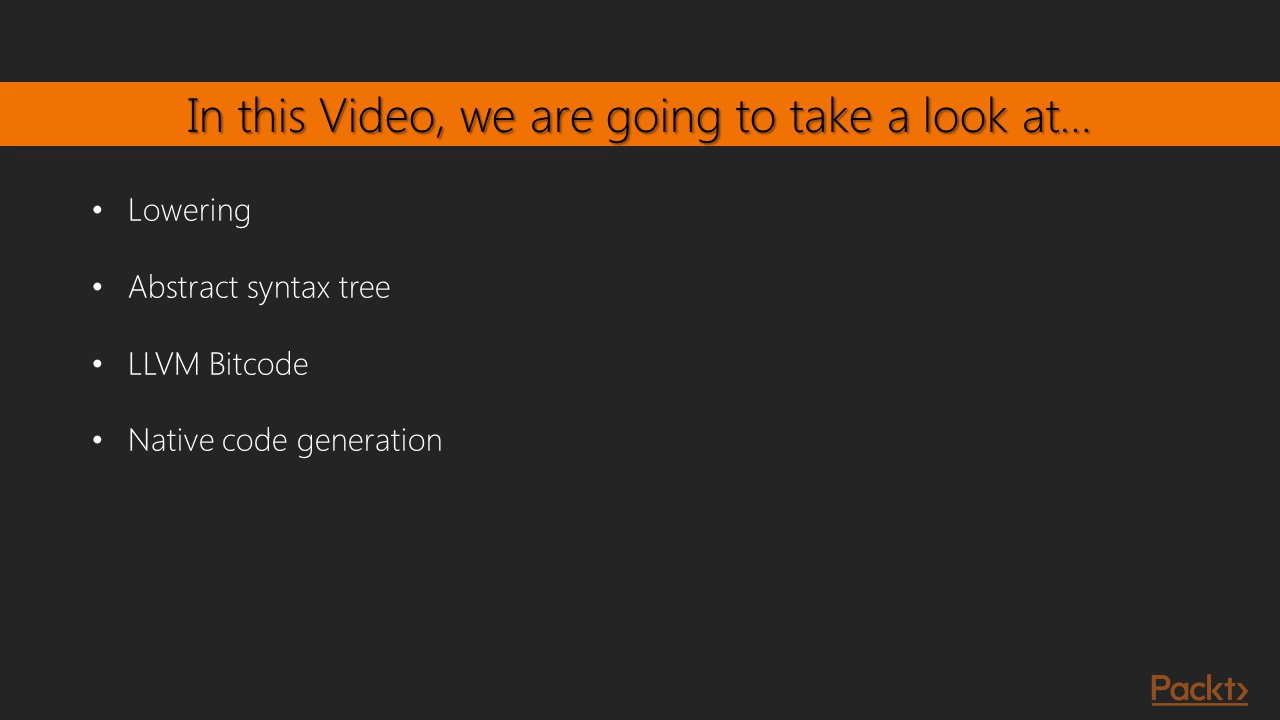 In this Video, we are going to take a look at...
• Lowering
• Abstract syntax tree
• LLVM Bitcode
• Native code generation
Packt>